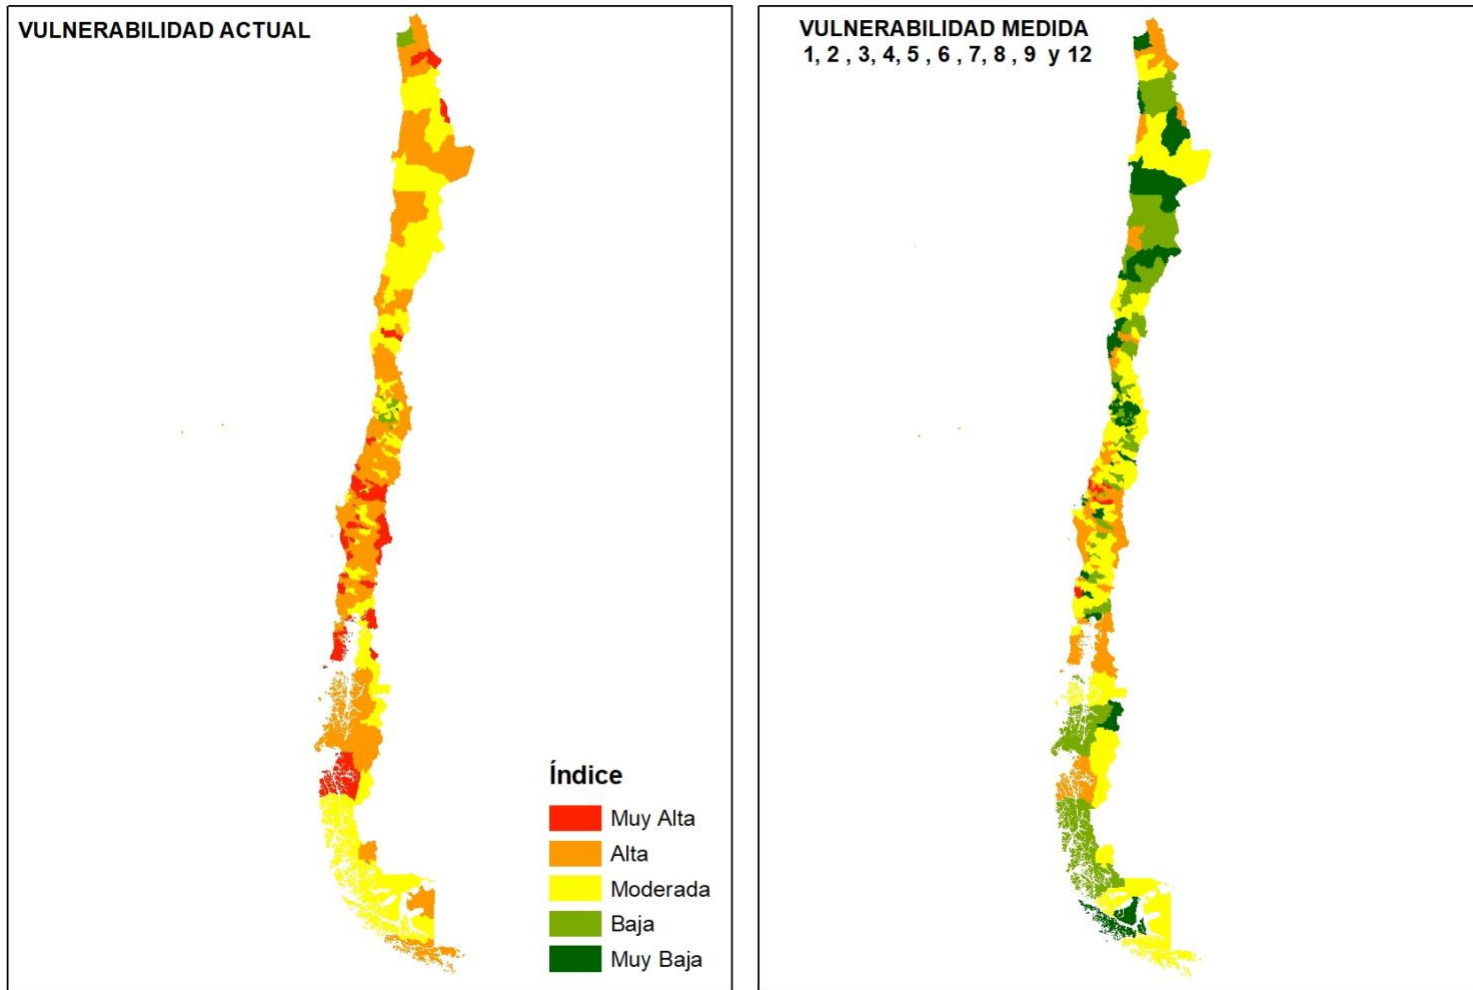 VULNERABILIDAD ACTUAL
VULNERABILIDAD MEDIDA
1, 2 , 3, 4, 5 , 6 , 7, 8 , 9 y 12
Índice
Muy Alta
Alta
Moderada
Baja
Muy Baja